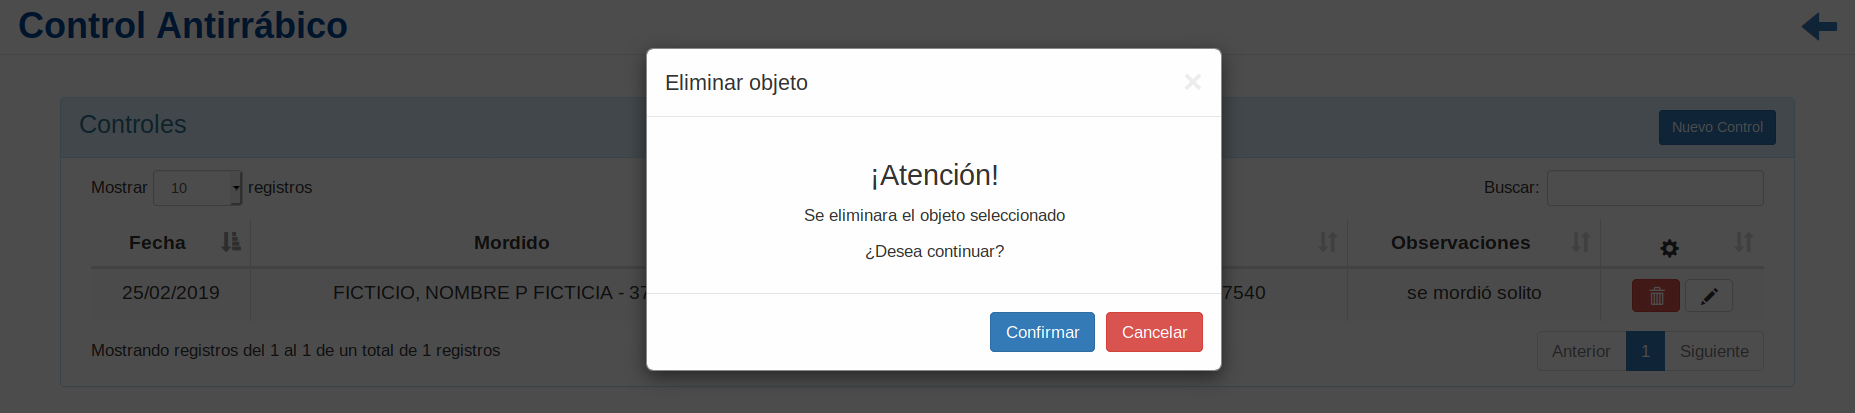 Control Antirrábico
Eliminar objeto
Controles
Nuevo Control
¡Atención!
Mostrar 10 registros
Buscar:
Se eliminara el objeto seleccionado
¿Desea continuar?
Fecha Mordido Observaciones
25/02/2019 FICTICIO, NOMBRE P FICTICIA - 37 7540 se mordió solito
Confirmar Cancelar
Mostrando registros del 1 al 1 de un total de 1 registros
Anterior 1 Siguiente